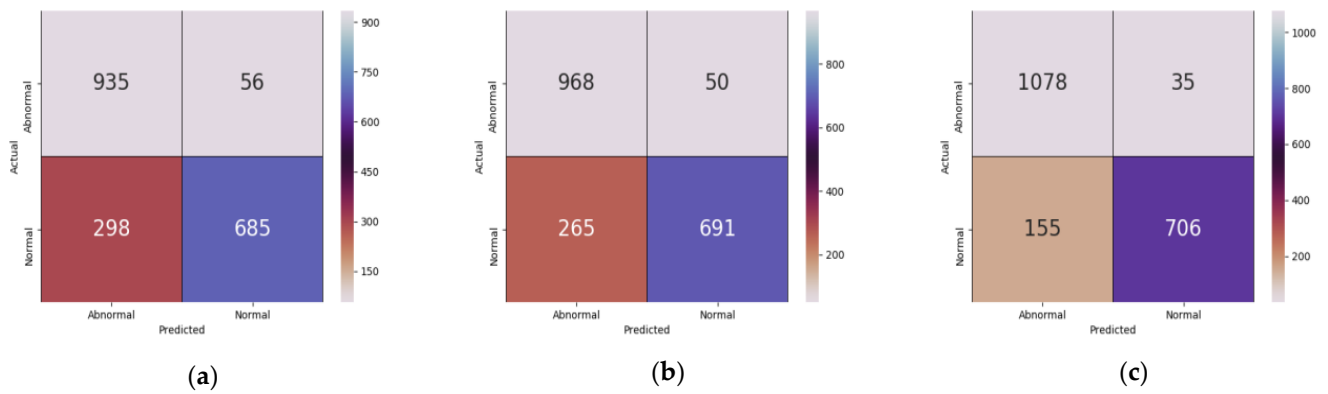 Actual
Abnormal
Normal
935
56
298
685
Abnormal
Normal
Predicted
900
750
600
450
300
150
(a)
Actual
Abnormal
Normal
968
50
265
691
Abnormal
Normal
Predicted
800
600
400
200
(b)
Actual
Abnormal
Normal
1078
35
155
706
Abnormal
Normal
Predicted
1000
800
600
400
200
(c)